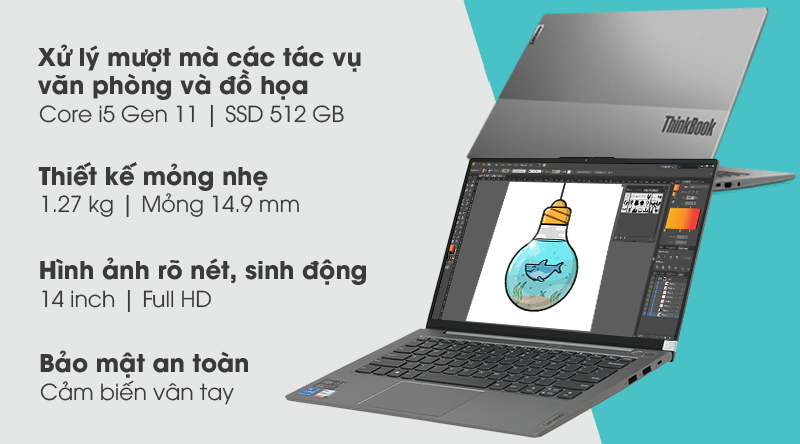 Xử lý mượt mà các tác vụ
văn phòng và đồ họa
Core i5 Gen 11 | SSD 512 GB
Thiết kế mỏng nhẹ
1.27 kg | Mỏng 14.9 mm
Hình ảnh rõ nét, sinh động
14 inch | Full HD
Bảo mật an toàn
Cảm biến vân tay
ThinkBook